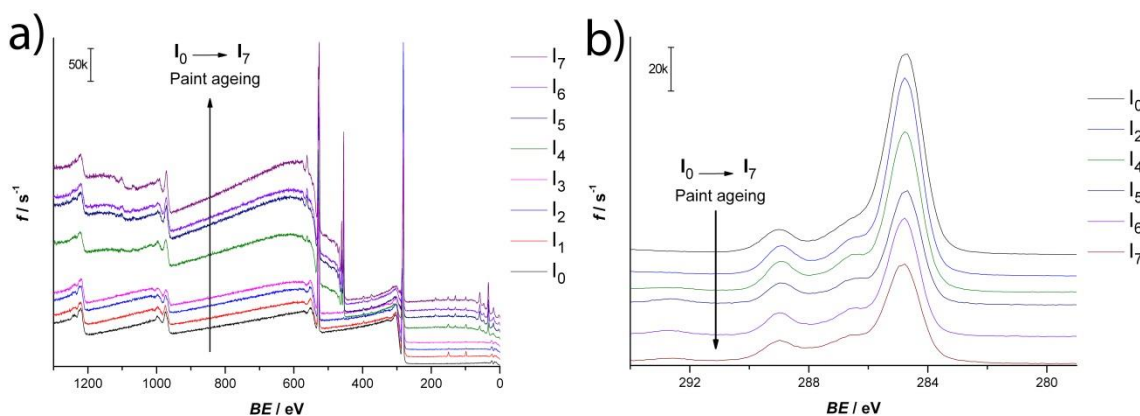 a)
50k
I0 → I7
Paint ageing
I7
I6
I5
I4
I3
I2
I1
I0
f / s-1
1200 1000 800 600 400 200 0
BE / eV
b)
20k
I0 → I7
Paint ageing
I0
I2
I4
I5
I6
I7
f / s-1
292 288 284 280
BE / eV